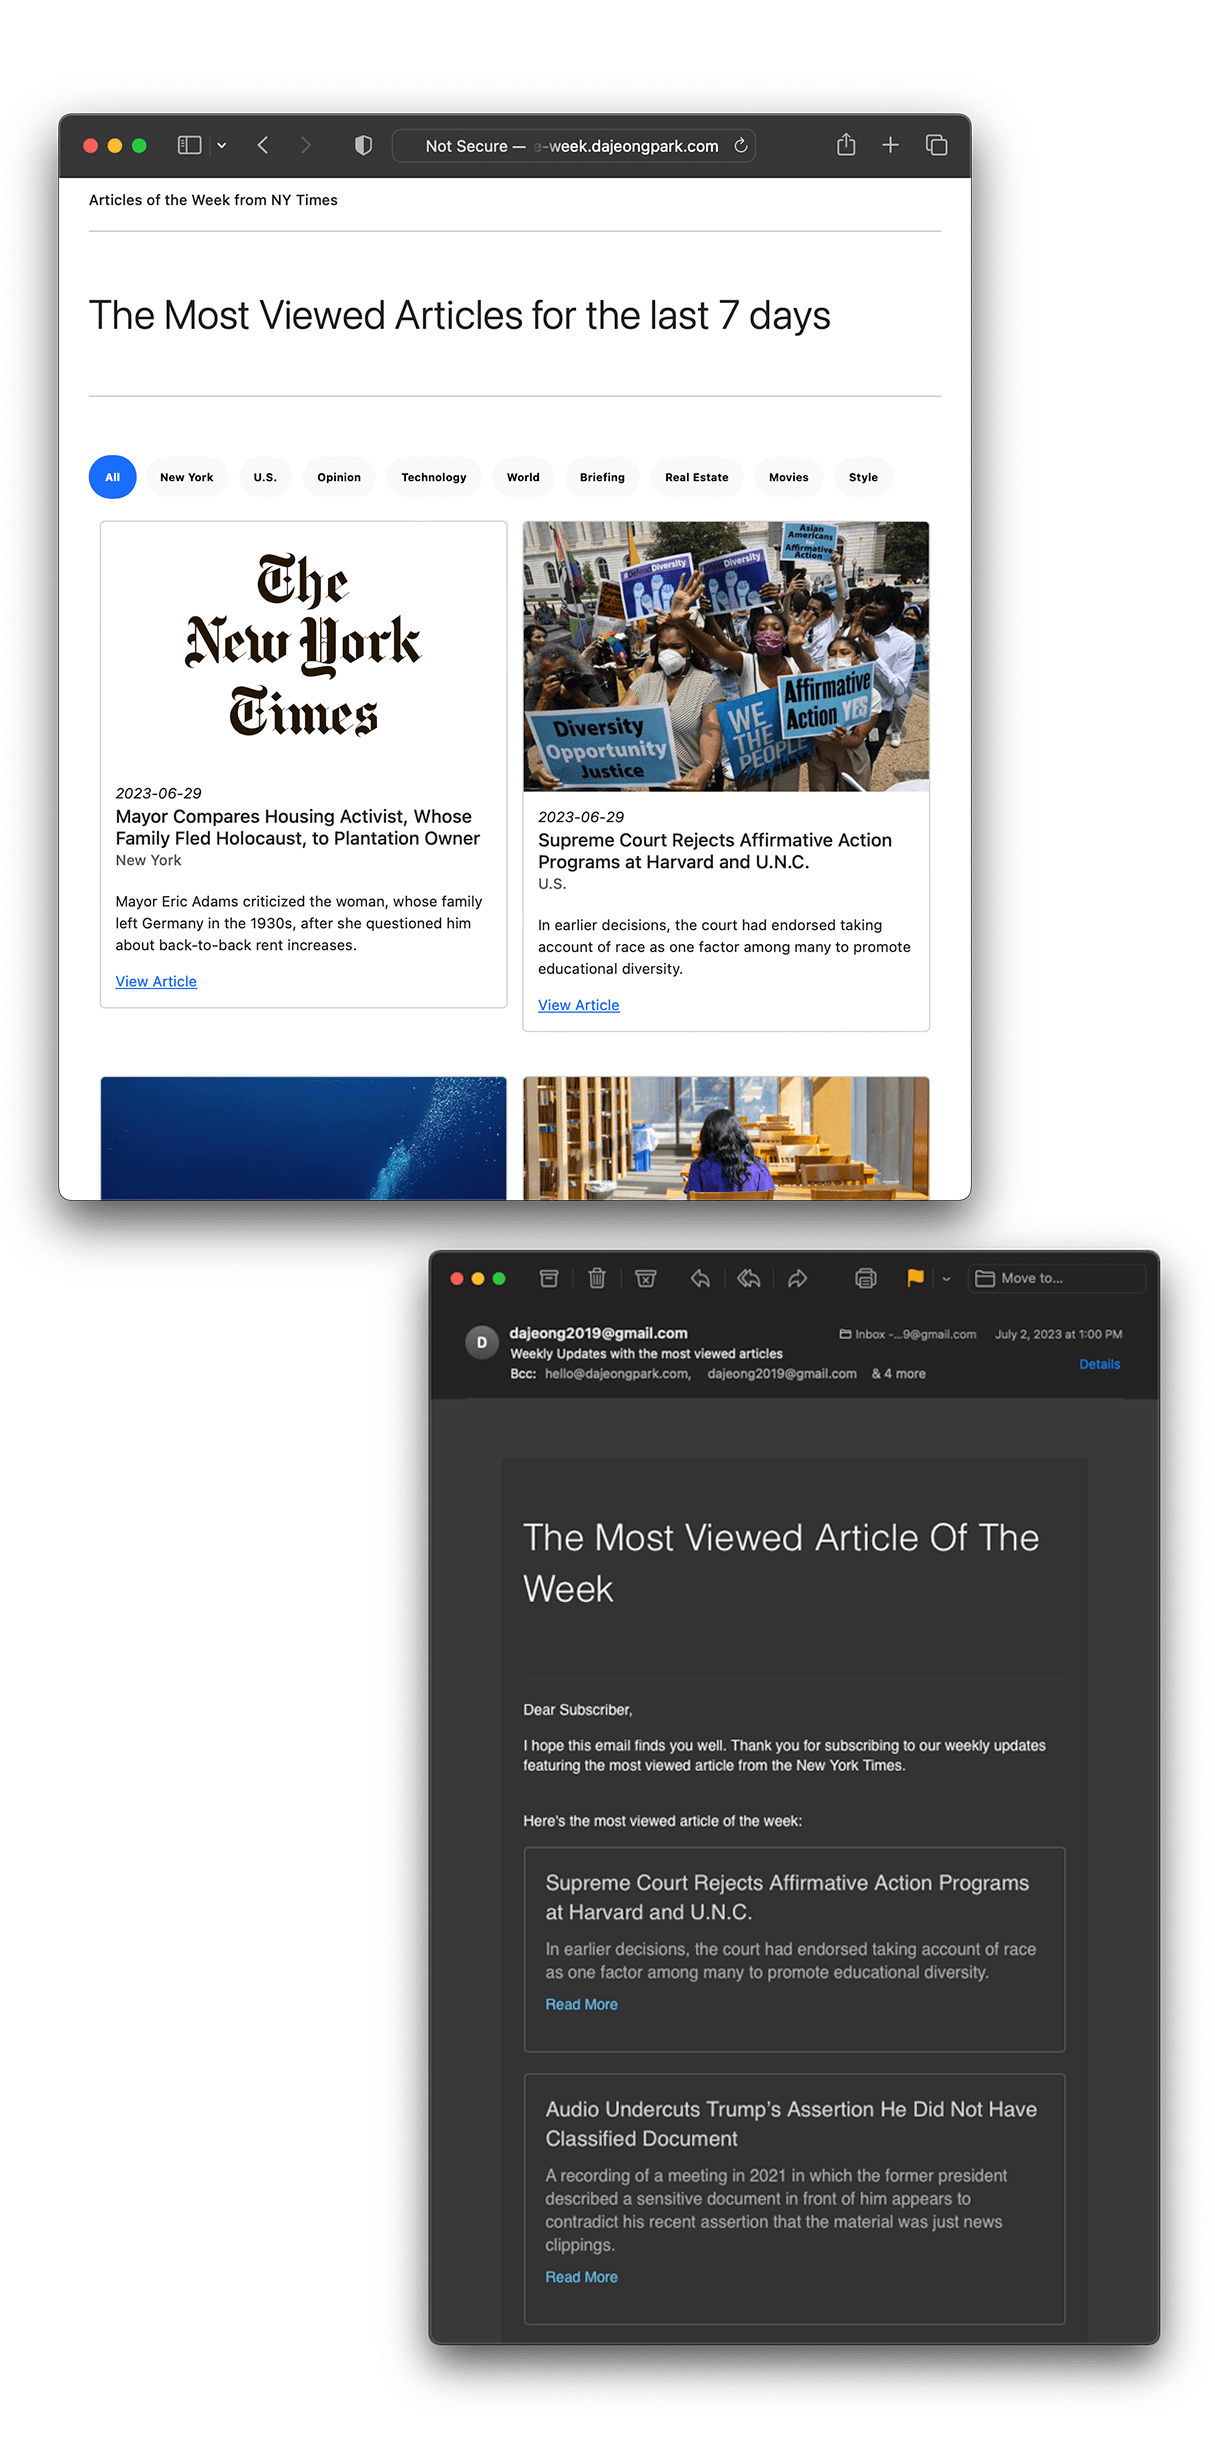 Not Secure — e-week.dajeongpark.com
Articles of the Week from NY Times
The Most Viewed Articles for the last 7 days
All New York U.S. Opinion Technology World Briefing Real Estate Movies Style
The
New York
Times
2023-06-29
Mayor Compares Housing Activist, Whose
Family Fled Holocaust, to Plantation Owner
New York
Mayor Eric Adams criticized the woman, whose family
left Germany in the 1930s, after she questioned him
about back-to-back rent increases.
View Article
Asian
Americans
for
Affirmative
Action
Diversity
Diversity
Affirmative
Action YES
WE
THE
PEOPLE
Diversity
Opportunity
Justice
2023-06-29
Supreme Court Rejects Affirmative Action
Programs at Harvard and U.N.C.
U.S.
In earlier decisions, the court had endorsed taking
account of race as one factor among many to promote
educational diversity.
View Article
Move to...
D
dajeong2019@gmail.com
Inbox -...9@gmail.com July 2, 2023 at 1:00 PM
Weekly Updates with the most viewed articles
Details
Bcc: hello@dajeongpark.com, dajeong2019@gmail.com & 4 more
The Most Viewed Article Of The
Week
Dear Subscriber,
I hope this email finds you well. Thank you for subscribing to our weekly updates
featuring the most viewed article from the New York Times.
Here's the most viewed article of the week:
Supreme Court Rejects Affirmative Action Programs
at Harvard and U.N.C.
In earlier decisions, the court had endorsed taking account of race
as one factor among many to promote educational diversity.
Read More
Audio Undercuts Trump’s Assertion He Did Not Have
Classified Document
A recording of a meeting in 2021 in which the former president
described a sensitive document in front of him appears to
contradict his recent assertion that the material was just news
clippings.
Read More